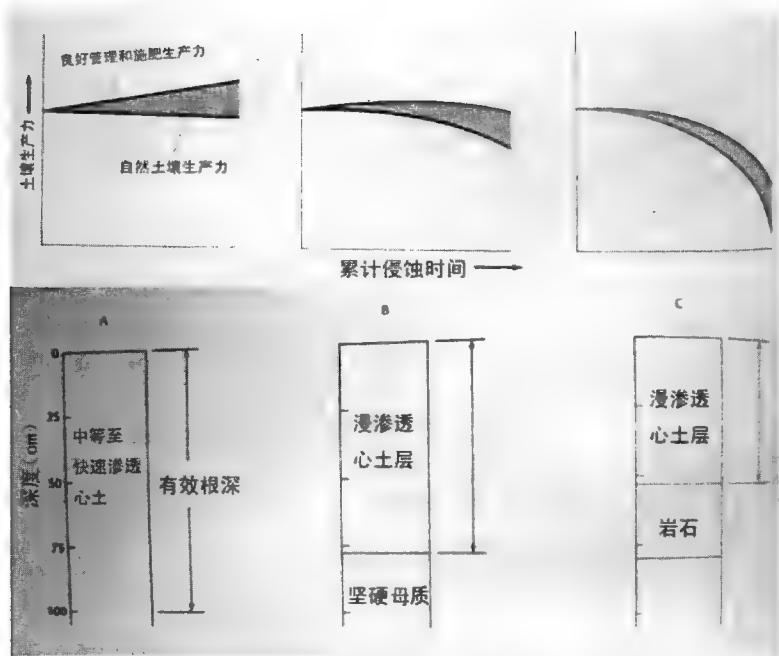 良好管理和施肥生产力
土壤生产力
自然土壤生产力
累计侵蚀时间
A
B
C
0
25
50
75
100
深度(cm)
中等至
快速渗透
心土
有效根深
漫渗透
心土层
坚硬母质
漫渗透
心土层
岩石